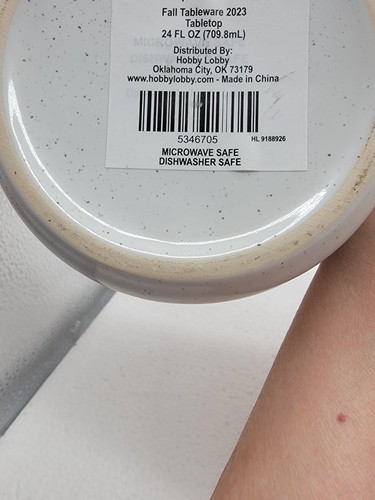 Fall Tableware 2023
Tabletop
24 FL OZ (709.8mL)
Distributed By:
Hobby Lobby
Oklahoma City, OK 73179
www.hobbylobby.com - Made in China
5346705
HL 9188926
MICROWAVE SAFE
DISHWASHER SAFE